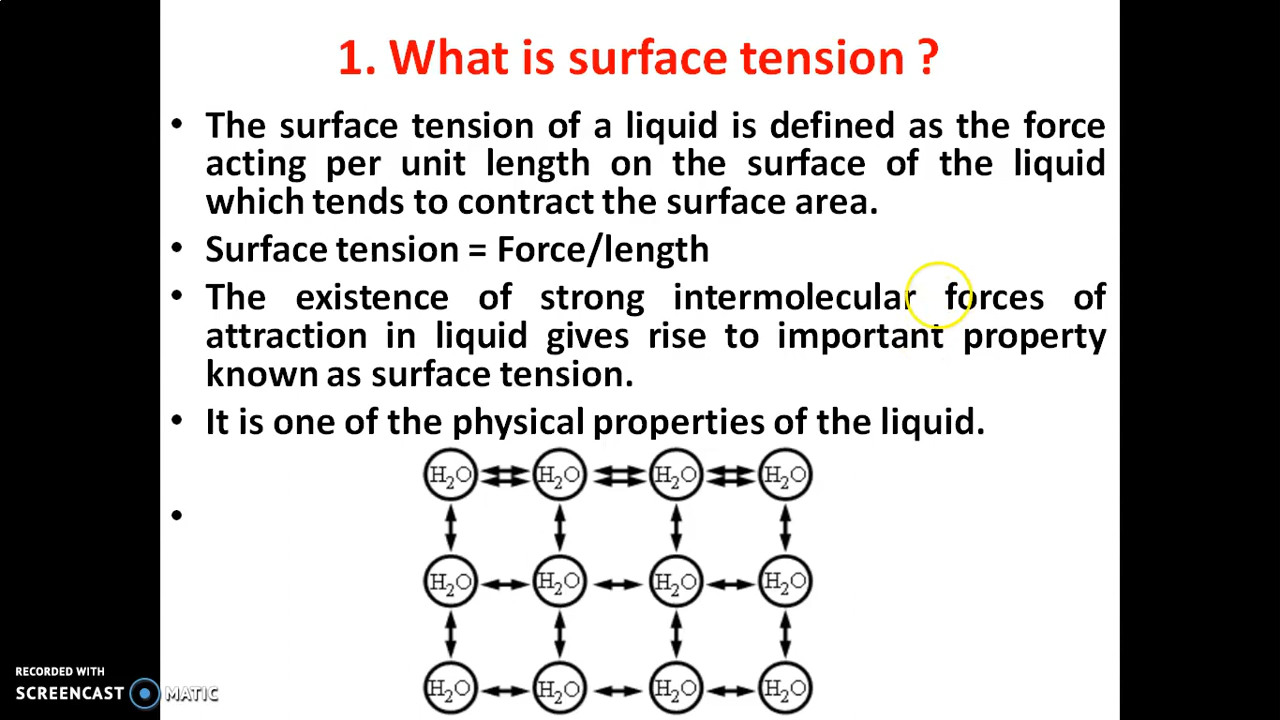 1. What is surface tension ?
• The surface tension of a liquid is defined as the force
acting per unit length on the surface of the liquid
which tends to contract the surface area.
• Surface tension = Force/length
• The existence of strong intermolecular forces of
attraction in liquid gives rise to important property
known as surface tension.
• It is one of the physical properties of the liquid.
H₂O H₂O H₂O H₂O
•
H₂O H₂O H₂O H₂O
H₂O H₂O H₂O H₂O
RECORDED WITH
SCREENCAST MATIC